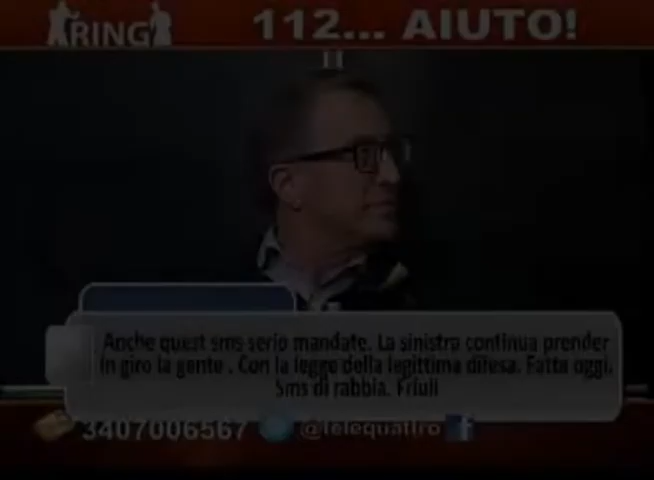 RING
112... AIUTO!
Anche quest sms serio mandate. La sinistra continua prender
in giro la gente . Con la legge della legittima difesa. Fatta oggi.
Sms di rabbia. Friuli
3407006567 @telequattro